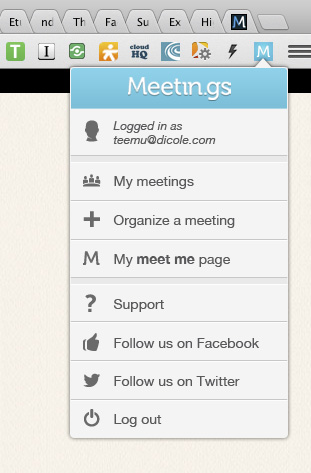 Eti
nd
Th
Fa
Su
Ex
Hi
M
T
I
cloud
HQ
M
Meetin.gs
Logged in as
teemu@dicole.com
My meetings
Organize a meeting
M
My meet me page
?
Support
Follow us on Facebook
Follow us on Twitter
Log out